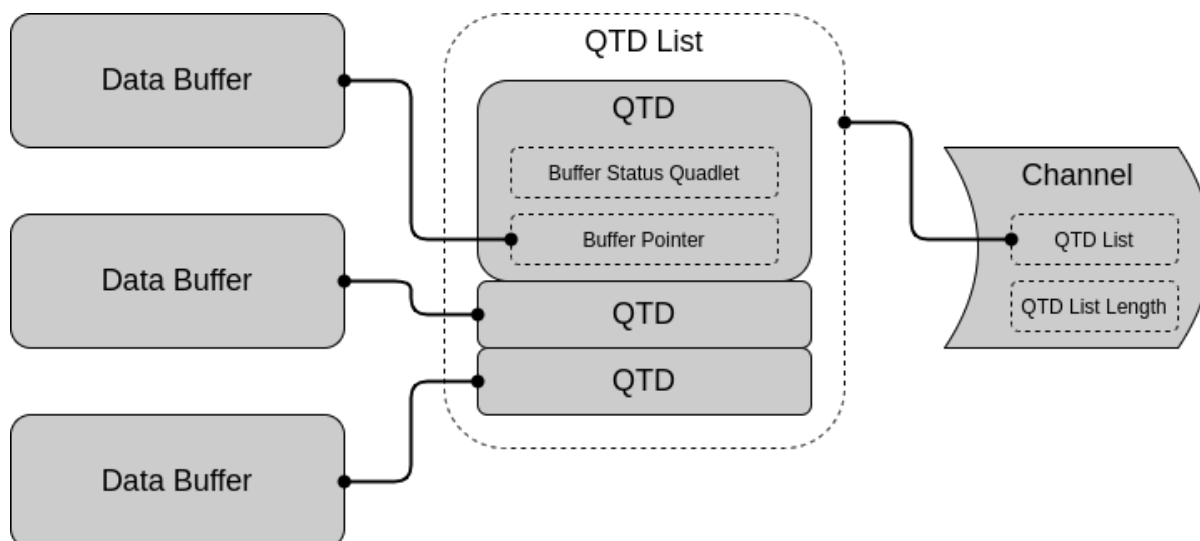 Data Buffer
Data Buffer
Data Buffer
QTD List
QTD
Buffer Status Quadlet
Buffer Pointer
QTD
QTD
Channel
QTD List
QTD List Length